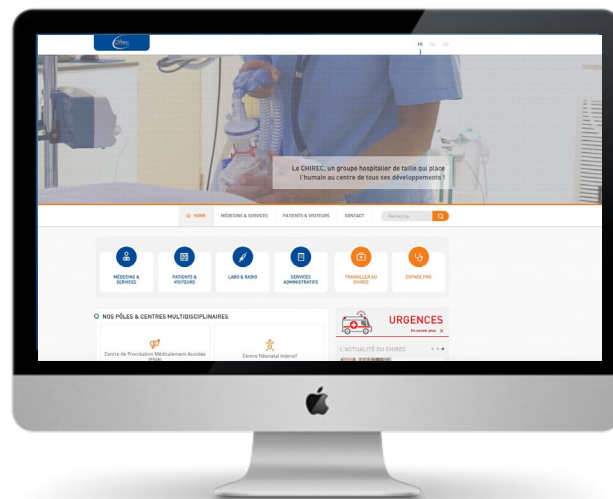 Chirec
FR NL EN
Le CHIREC, un groupe hospitalier de taille qui place
l'humain au centre de tous ses développements !
HOME MÉDECINS & SERVICES PATIENTS & VISITEURS CONTACT Recherche
MÉDECINS &
SERVICES
PATIENTS &
VISITEURS
LABO & RADIO
SERVICES
ADMINISTRATIFS
TRAVAILLER AU
CHIREC
ESPACE PRO
NOS PÔLES & CENTRES MULTIDISCIPLINAIRES
Centre de Procréation Médicalement Assistée
(PMA)
Centre Néonatal Intensif
URGENCES
En savoir plus
L'ACTUALITÉ DU CHIREC